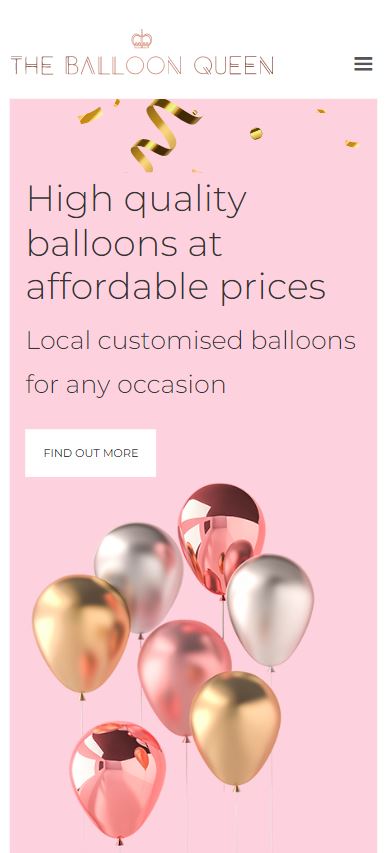 THE BALLOON QUEEN
High quality
balloons at
affordable prices
Local customised balloons
for any occasion
FIND OUT MORE